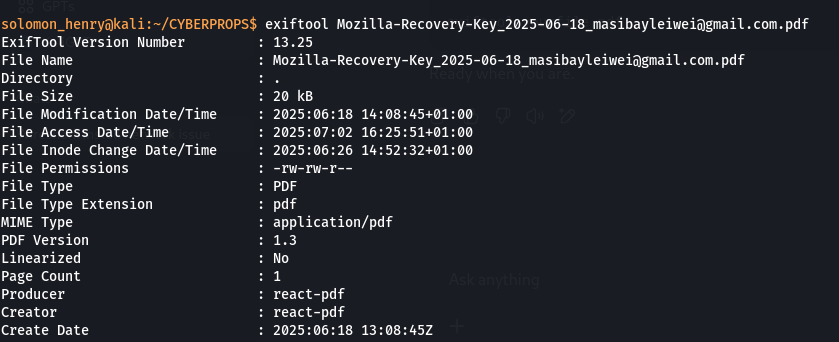 GPTs
solomon_henry@kali:~/CYBERPROPS$ exiftool Mozilla-Recovery-Key_2025-06-18_masibayleiwei@gmail.com.pdf
ExifTool Version Number         : 13.25
File Name                       : Mozilla-Recovery-Key_2025-06-18_masibayleiwei@gmail.com.pdf
Ready when you are.
Directory                       : .
File Size                       : 20 kB
File Modification Date/Time     : 2025:06:18 14:08:45+01:00
File Access Date/Time           : 2025:07:02 16:25:51+01:00
issue
File Inode Change Date/Time     : 2025:06:26 14:52:32+01:00
File Permissions                : -rw-rw-r--
File Type                       : PDF
File Type Extension             : pdf
MIME Type                       : application/pdf
PDF Version                     : 1.3
Linearized                      : No
Page Count                      : 1
Ask anything
Producer                        : react-pdf
Creator                         : react-pdf
Create Date                     : 2025:06:18 13:08:45Z